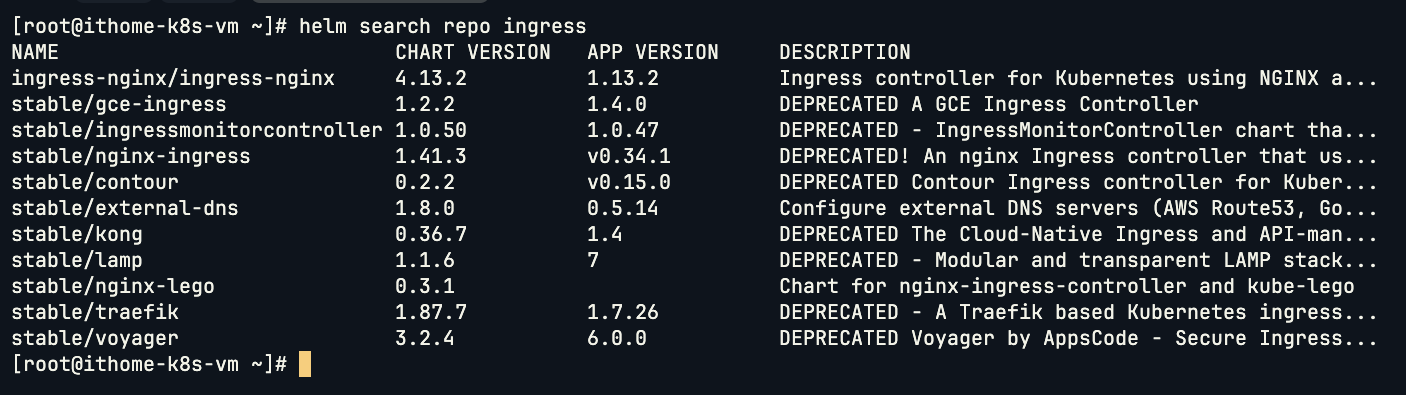 [root@ithome-k8s-vm ~]# helm search repo ingress
NAME CHART VERSION APP VERSION DESCRIPTION
ingress-nginx/ingress-nginx 4.13.2 1.13.2 Ingress controller for Kubernetes using NGINX a...
stable/gce-ingress 1.2.2 1.4.0 DEPRECATED A GCE Ingress Controller
stable/ingressmonitorcontroller 1.0.50 1.0.47 DEPRECATED - IngressMonitorController chart tha...
stable/nginx-ingress 1.41.3 v0.34.1 DEPRECATED! An nginx Ingress controller that us...
stable/contour 0.2.2 v0.15.0 DEPRECATED Contour Ingress controller for Kuber...
stable/external-dns 1.8.0 0.5.14 Configure external DNS servers (AWS Route53, Go...
stable/kong 0.36.7 1.4 DEPRECATED The Cloud-Native Ingress and API-man...
stable/lamp 1.1.6 7 DEPRECATED - Modular and transparent LAMP stack...
stable/nginx-lego 0.3.1 Chart for nginx-ingress-controller and kube-lego
stable/traefik 1.87.7 1.7.26 DEPRECATED - A Traefik based Kubernetes ingress...
stable/voyager 3.2.4 6.0.0 DEPRECATED Voyager by AppsCode - Secure Ingress...
[root@ithome-k8s-vm ~]#